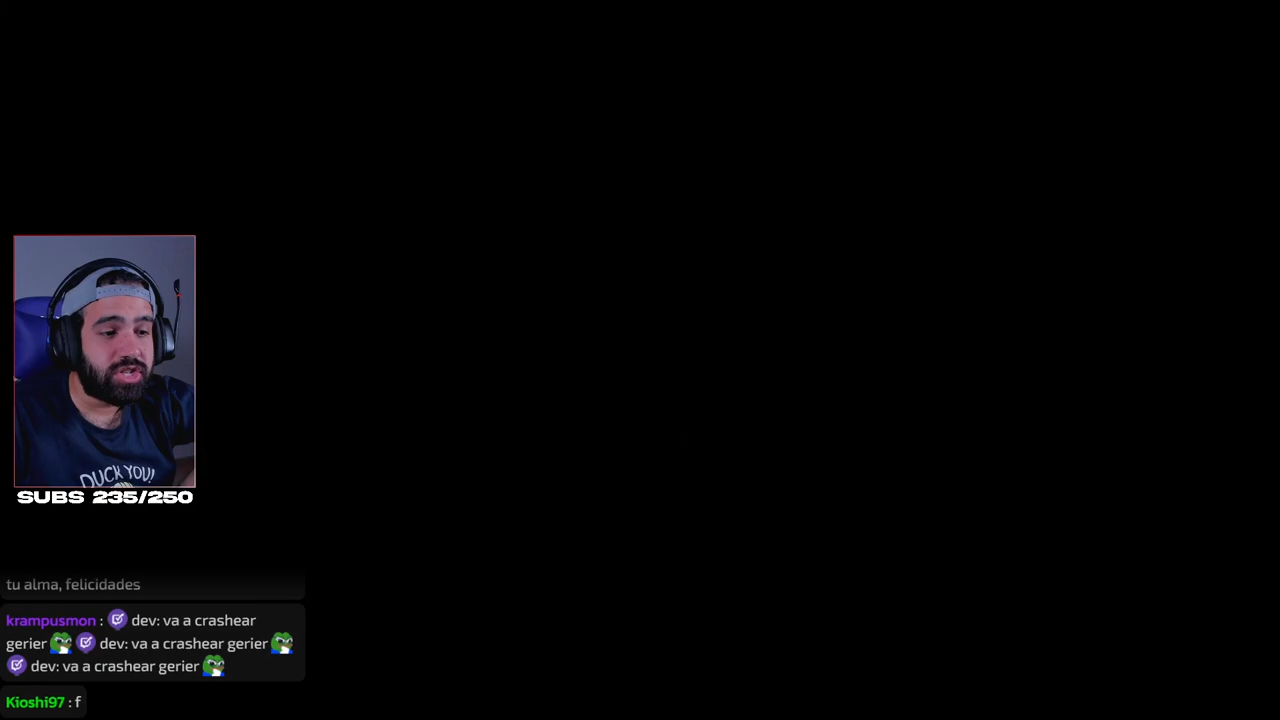 DUCK YOU!
SUBS 235/250
tu alma, felicidades
krampusmon : dev: va a crashear
gerier dev: va a crashear gerier
dev: va a crashear gerier
Kioshi97 : f